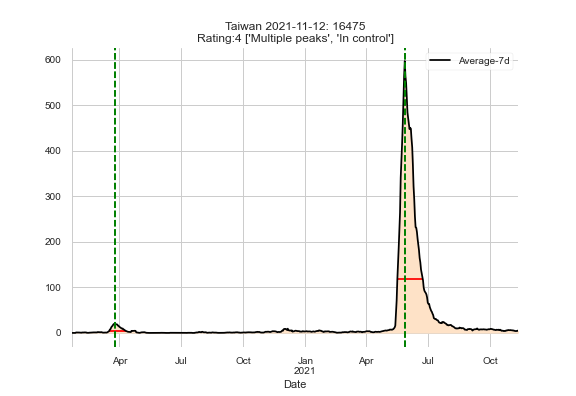 Taiwan 2021-11-12: 16475
Rating:4 ['Multiple peaks', 'In control']
Average-7d
600
500
400
300
200
100
0
Apr
Jul
Oct
Jan
2021
Apr
Jul
Oct
Date